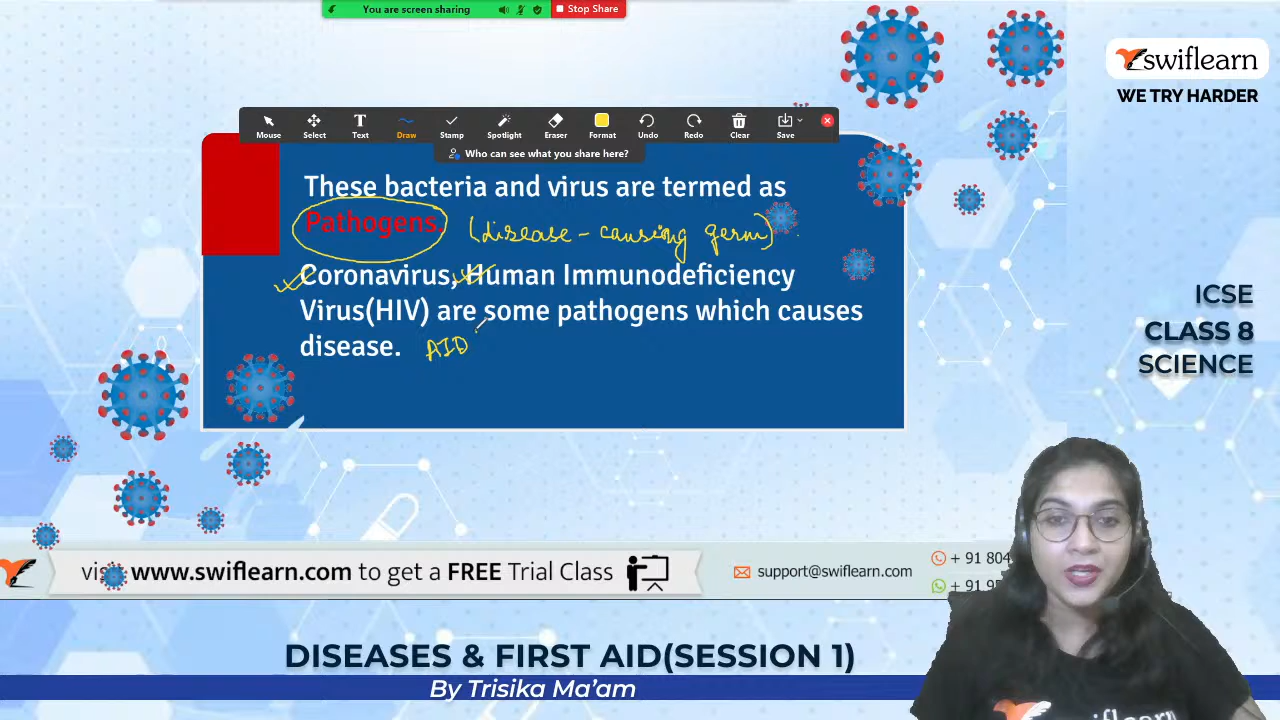 You are screen sharing
Stop Share
swiflearn
WE TRY HARDER
Mouse Select Text Draw Stamp Spotlight Eraser Format Undo Redo Clear Save
Who can see what you share here?
These bacteria and virus are termed as
Pathogens. (disease - causing germ)
Coronavirus, Human Immunodeficiency
Virus(HIV) are some pathogens which causes
disease. AID
ICSE
CLASS 8
SCIENCE
www.swiflearn.com to get a FREE Trial Class
support@swiflearn.com
+ 91 804
+ 91
DISEASES & FIRST AID(SESSION 1)
By Trisika Ma'am
swiflearn